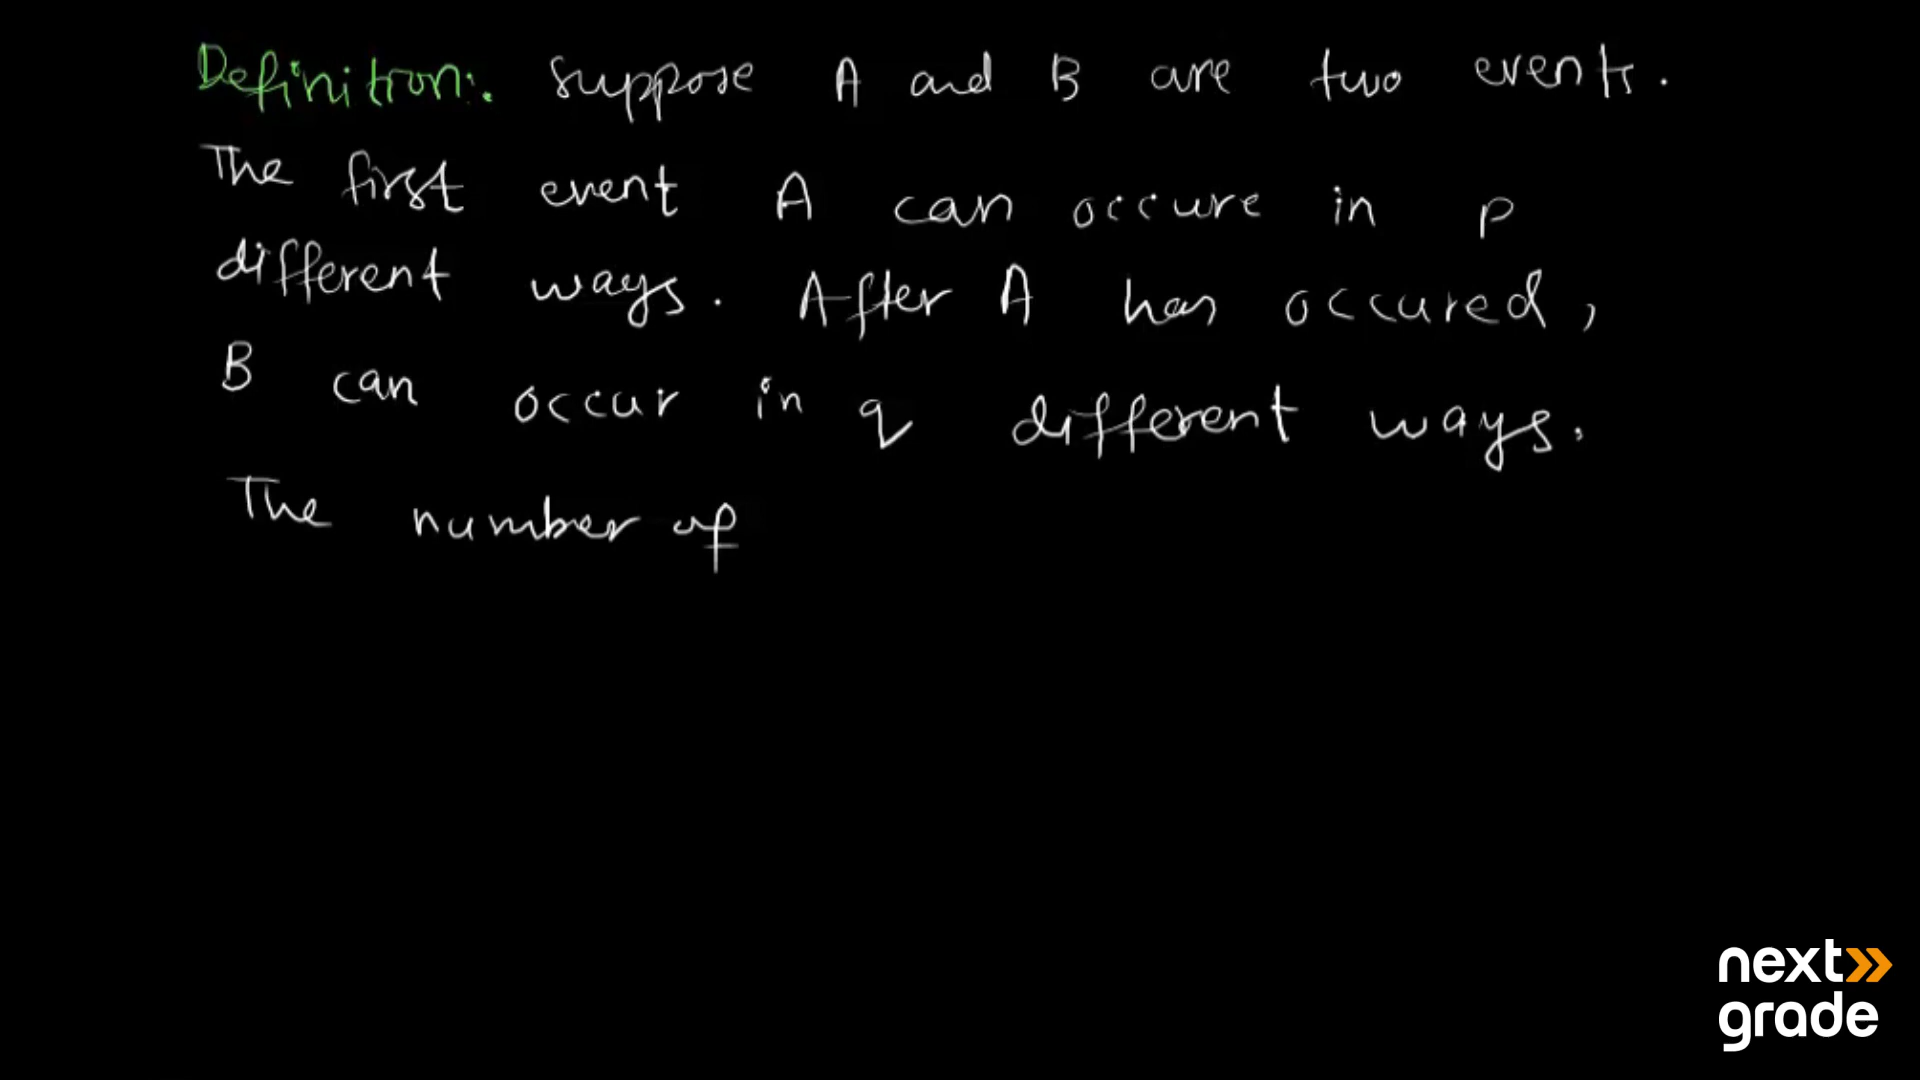 Definition: Suppose A and B are two events.
The first event A can occure in p
different ways. After A has occured,
B can occur in q different ways.
The number of
next
grade